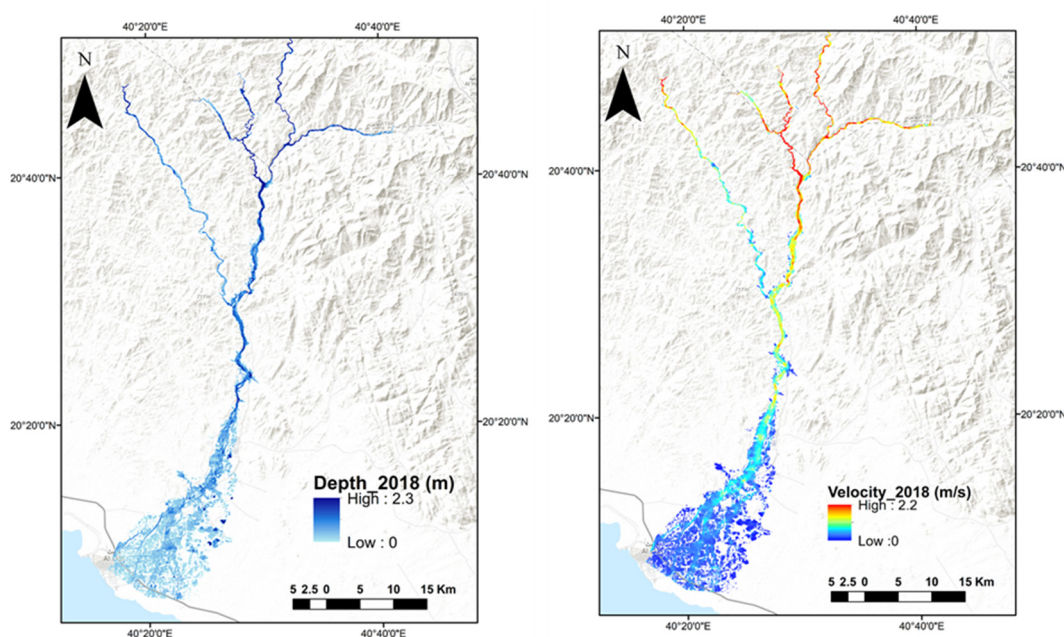 40°20'0"E
40°40'0"E
N
20°40'0"N
20°40'0"N
20°20'0"N
20°20'0"N
Depth_2018 (m)
High : 2.3
Low : 0
5 2.5 0 5 10 15 Km
40°20'0"E
40°40'0"E
40°20'0"E
40°40'0"E
N
20°40'0"N
20°40'0"N
20°20'0"N
20°20'0"N
Velocity_2018 (m/s)
High : 2.2
Low :0
5 2.5 0 5 10 15 Km
40°20'0"E
40°40'0"E